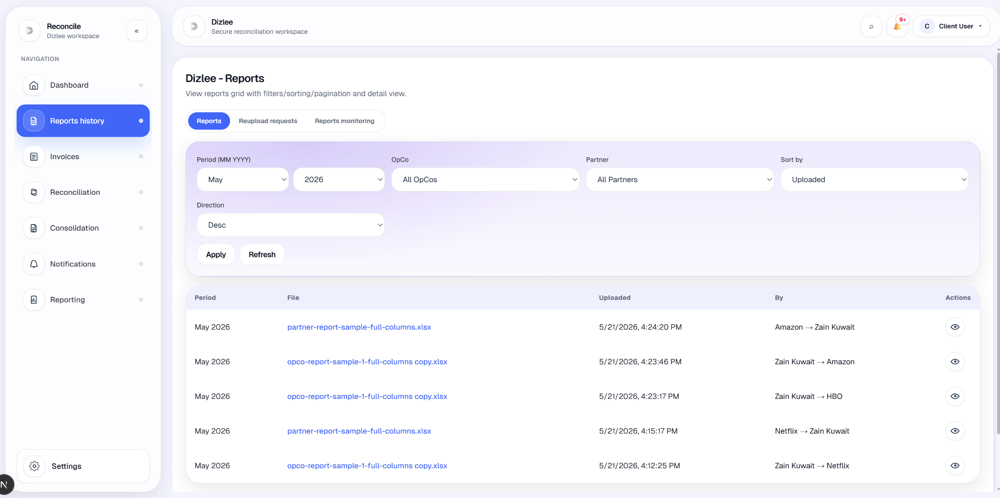 Reconcile
Dizlee workspace
«
NAVIGATION
Dashboard
Reports history
Invoices
Reconciliation
Consolidation
Notifications
Reporting
Settings
N
Dizlee
Secure reconciliation workspace
9+
C Client User
Dizlee - Reports
View reports grid with filters/sorting/pagination and detail view.
Reports Reupload requests Reports monitoring
Period (MM YYYY) OpCo Partner Sort by
May 2026 All OpCos All Partners Uploaded
Direction
Desc
Apply Refresh
Period File Uploaded By Actions
May 2026 partner-report-sample-full-columns.xlsx 5/21/2026, 4:24:20 PM Amazon → Zain Kuwait
May 2026 opco-report-sample-1-full-columns copy.xlsx 5/21/2026, 4:23:46 PM Zain Kuwait → Amazon
May 2026 opco-report-sample-1-full-columns copy.xlsx 5/21/2026, 4:23:17 PM Zain Kuwait → HBO
May 2026 partner-report-sample-full-columns.xlsx 5/21/2026, 4:15:17 PM Netflix → Zain Kuwait
May 2026 opco-report-sample-1-full-columns copy.xlsx 5/21/2026, 4:12:25 PM Zain Kuwait → Netflix